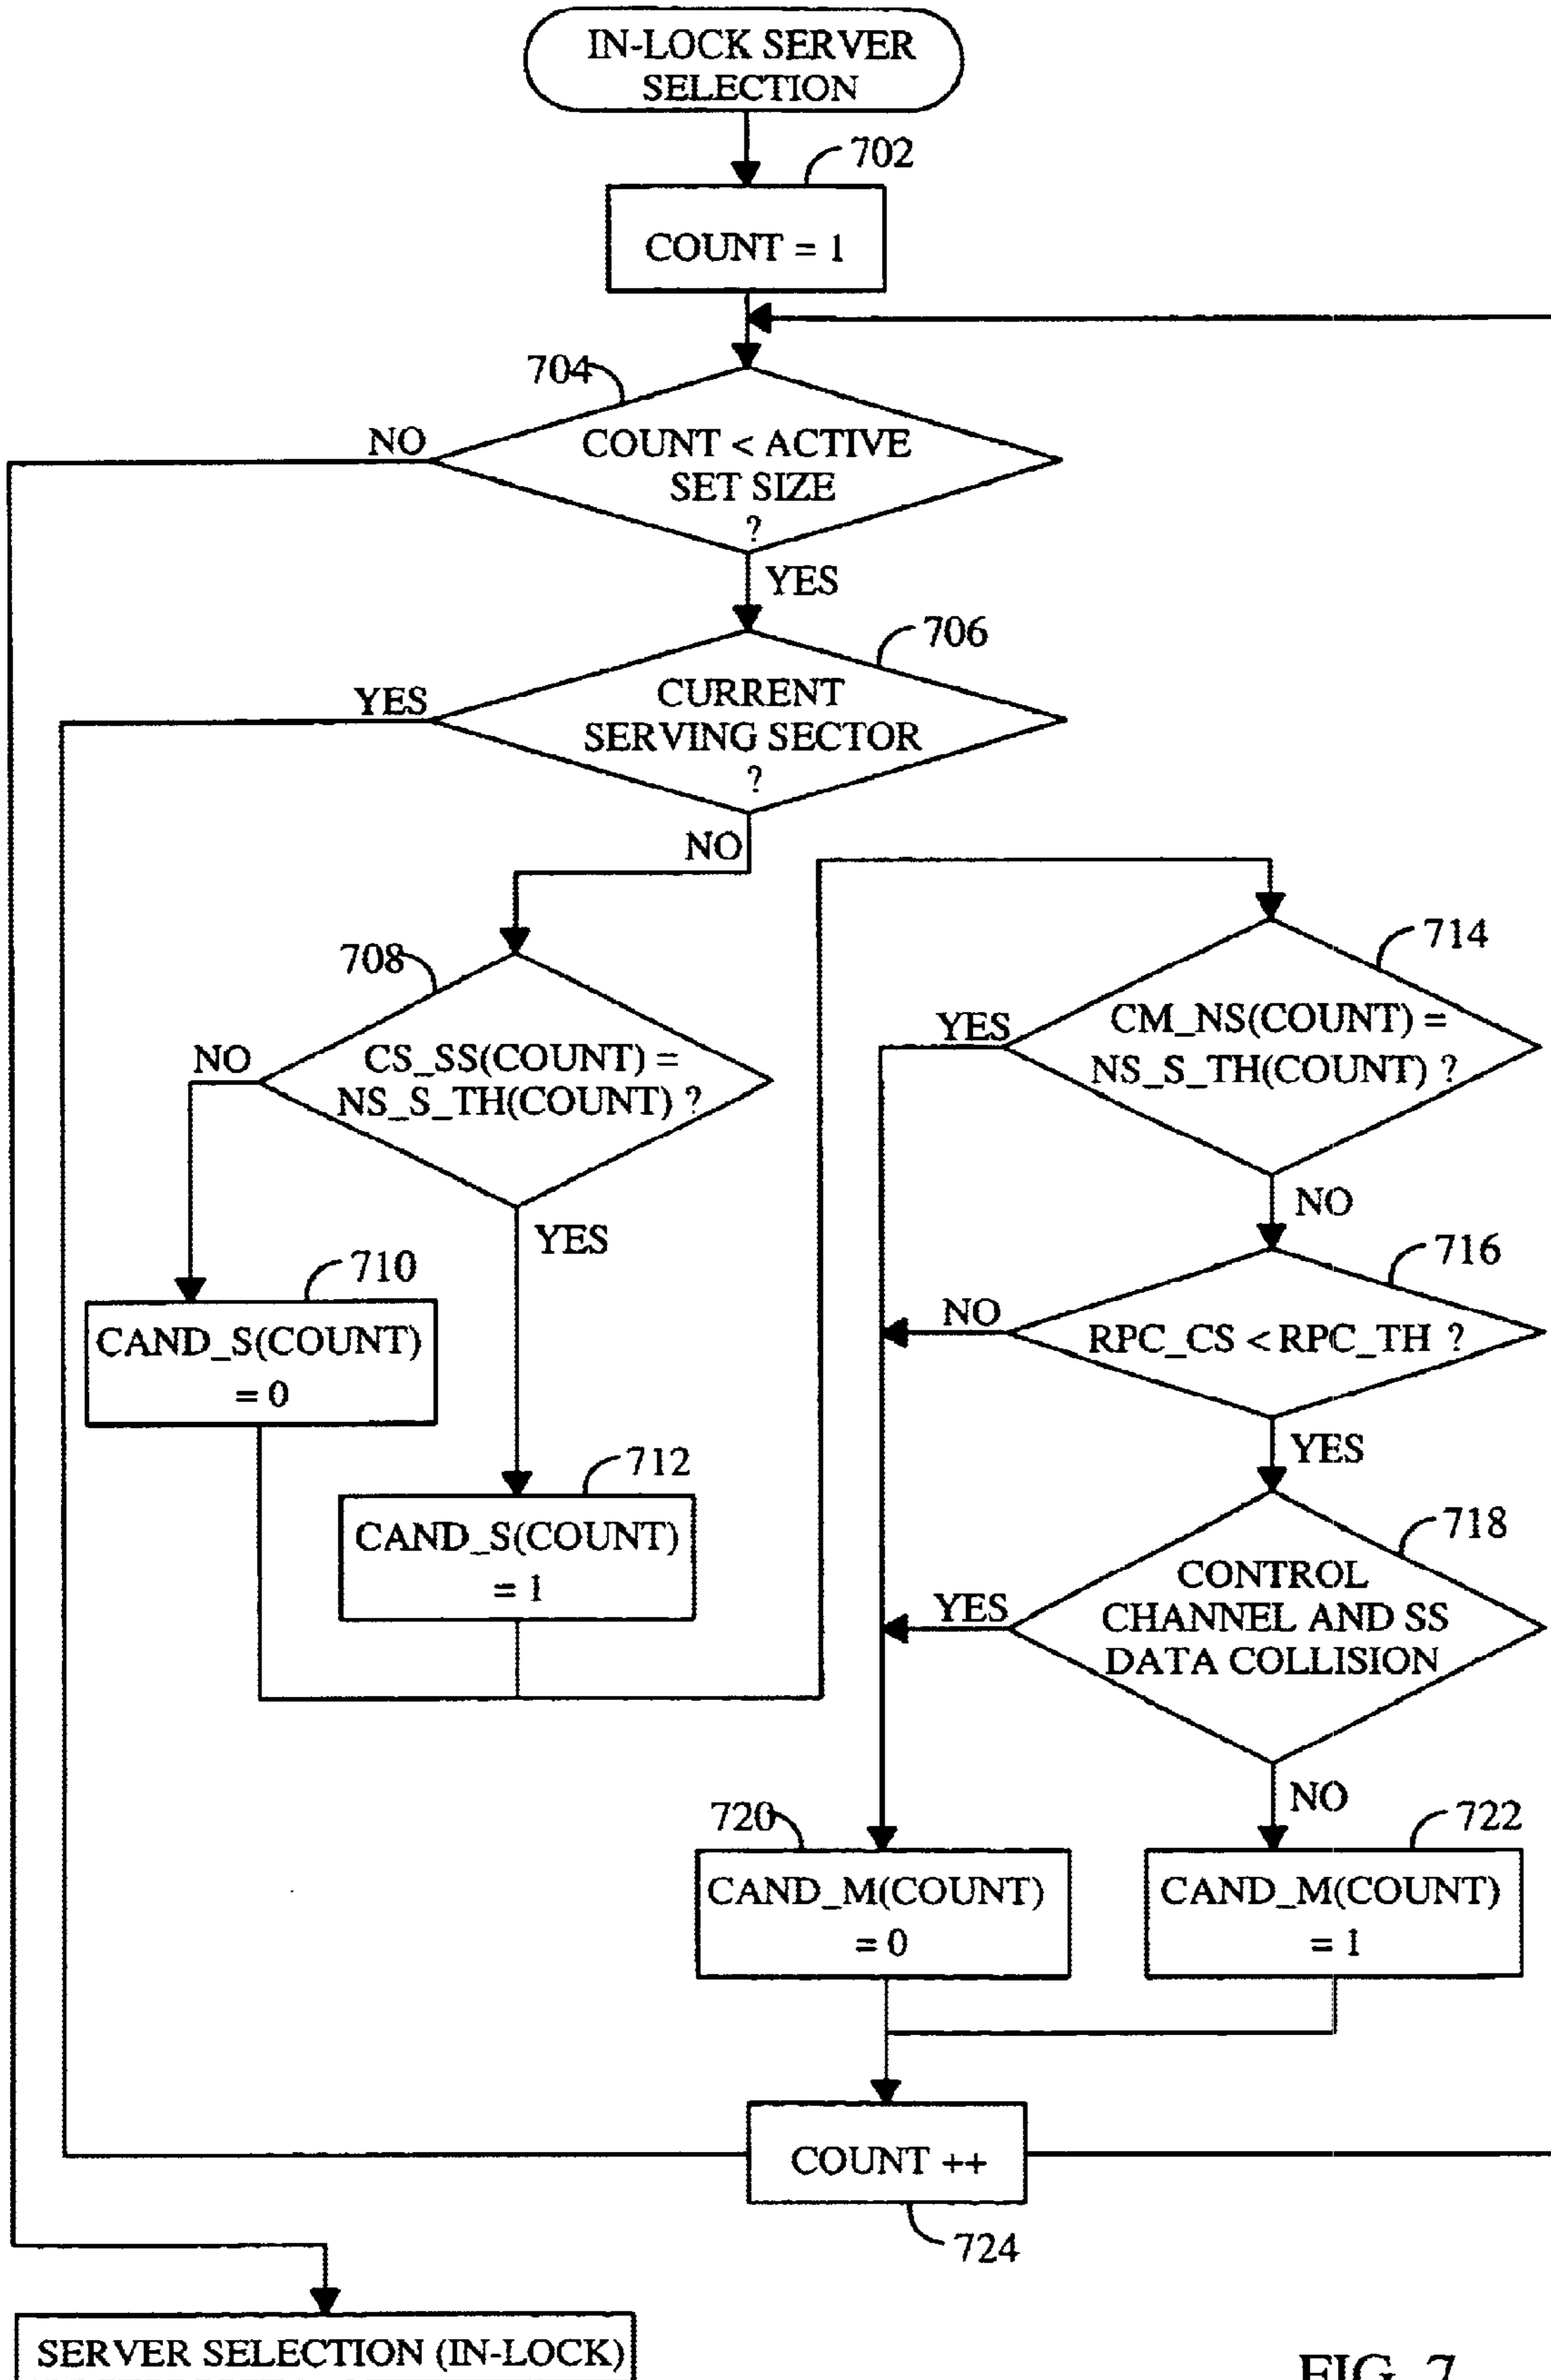 IN-LOCK SERVER
SELECTION
702
COUNT = 1
704
NO
COUNT < ACTIVE
SET SIZE
?
YES
706
YES
CURRENT
SERVING SECTOR
?
NO
708
NO
CS_SS(COUNT) =
NS_S_TH(COUNT) ?
YES
710
CAND_S(COUNT)
= 0
712
CAND_S(COUNT)
= 1
714
YES
CM_NS(COUNT) =
NS_S_TH(COUNT) ?
NO
716
NO
RPC_CS < RPC_TH ?
YES
718
YES
CONTROL
CHANNEL AND SS
DATA COLLISION
NO
720
CAND_M(COUNT)
= 0
722
CAND_M(COUNT)
= 1
COUNT ++
724
SERVER SELECTION (IN-LOCK)
FIG. 7